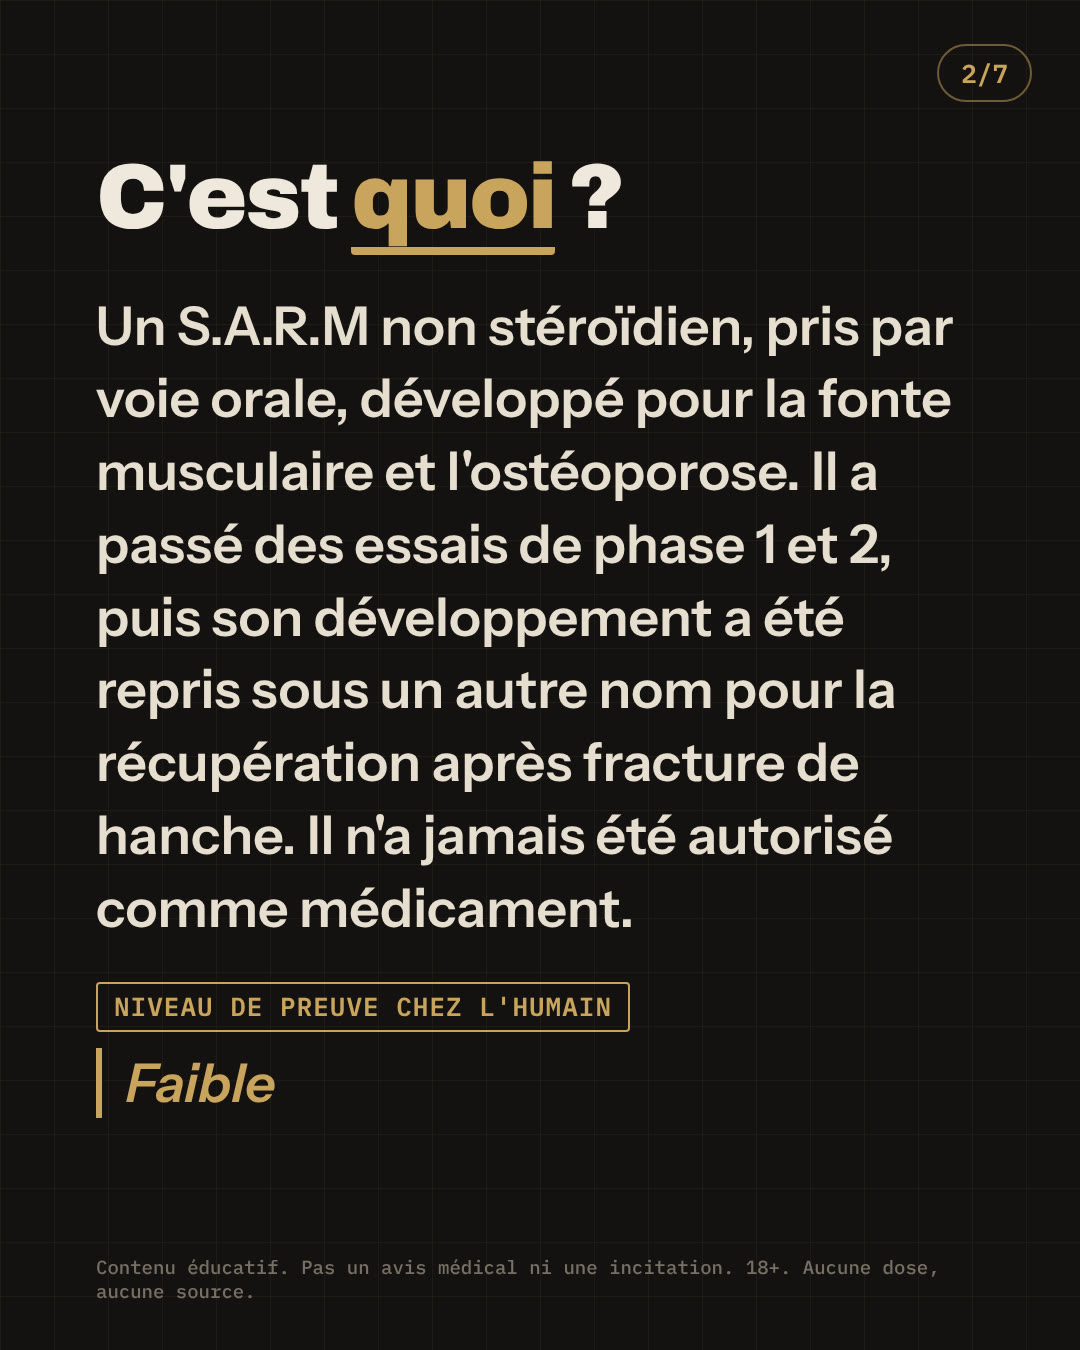 2/7
C'est quoi ?
Un S.A.R.M non stéroïdien, pris par
voie orale, développé pour la fonte
musculaire et l'ostéoporose. Il a
passé des essais de phase 1 et 2,
puis son développement a été
repris sous un autre nom pour la
récupération après fracture de
hanche. Il n'a jamais été autorisé
comme médicament.
NIVEAU DE PREUVE CHEZ L'HUMAIN
Faible
Contenu éducatif. Pas un avis médical ni une incitation. 18+. Aucune dose,
aucune source.